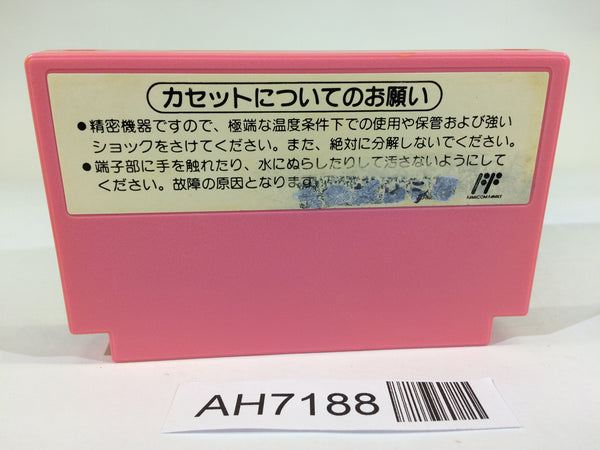 カセットについてのお願い
●精密機器ですので、極端な温度条件下での使用や保管および強い
ショックをさけてください。また、絶対に分解しないでください。
●端子部に手を触れたり、水にぬらしたりして汚さないようにして
ください。故障の原因となります。
FAMICOM FAMILY
AH7188